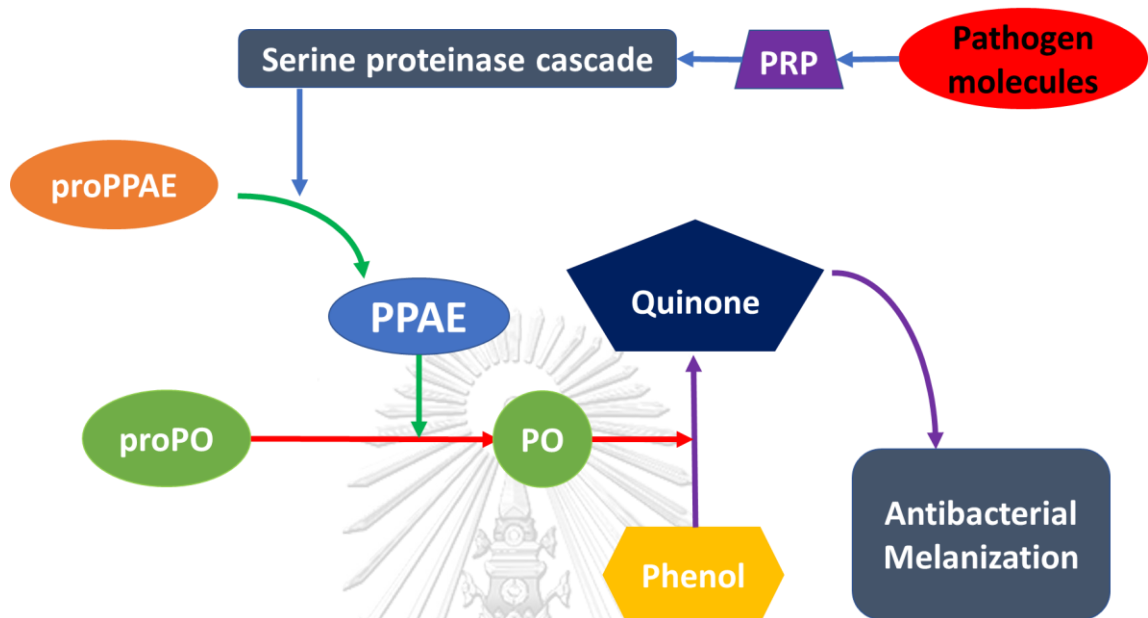 Pathogen
molecules
PRP
Serine proteinase cascade
proPPAE
PPAE
Quinone
proPO
PO
Phenol
Antibacterial
Melanization